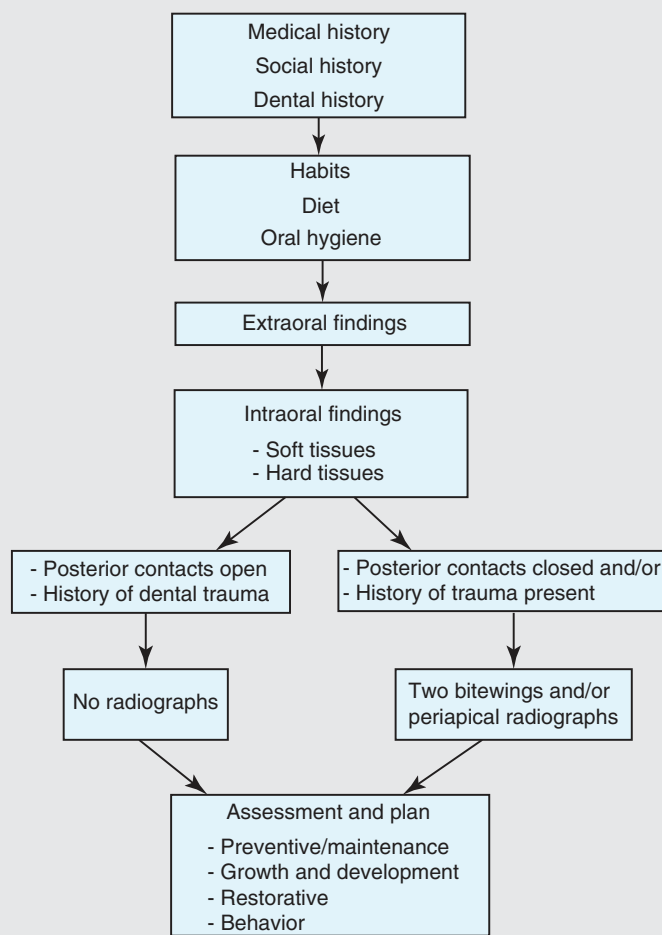 Medical history
Social history
Dental history
Habits
Diet
Oral hygiene
Extraoral findings
Intraoral findings
- Soft tissues
- Hard tissues
- Posterior contacts open
- History of dental trauma
- Posterior contacts closed and/or
- History of trauma present
No radiographs
Two bitewings and/or
periapical radiographs
Assessment and plan
- Preventive/maintenance
- Growth and development
- Restorative
- Behavior